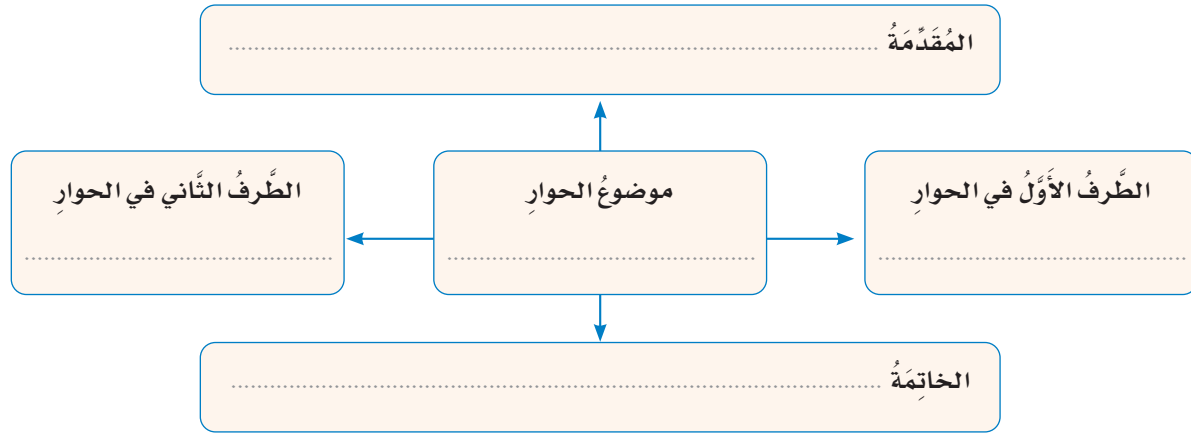 المُقَدِّمَةُ ......................................................................................................
الطَّرفُ الأَوَّلُ في الحوارِ
....................................................
موضوعُ الحوارِ
....................................................
الطَّرفُ الثَّاني في الحوارِ
....................................................
الخاتِمَةُ ......................................................................................................